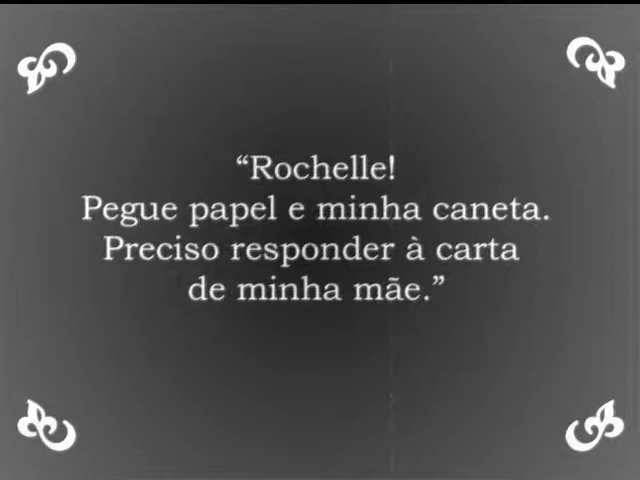 “Rochelle!
Pegue papel e minha caneta.
Preciso responder à carta
de minha mãe.”